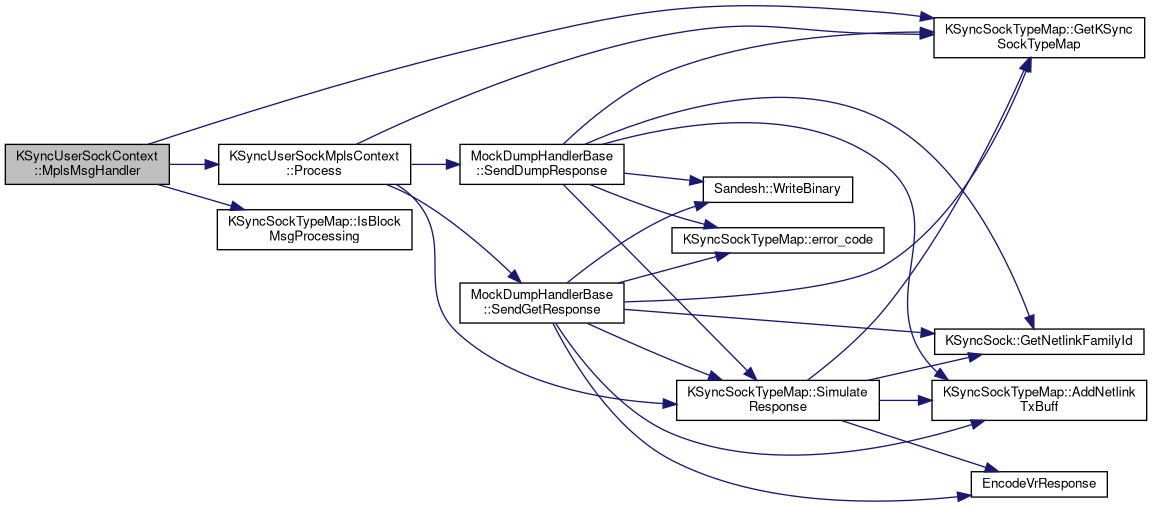 KSyncUserSockContext
::MplsMsgHandler
KSyncUserSockMplsContext
::Process
KSyncSockTypeMap::IsBlock
MsgProcessing
MockDumpHandlerBase
::SendDumpResponse
MockDumpHandlerBase
::SendGetResponse
Sandesh::WriteBinary
KSyncSockTypeMap::error_code
KSyncSockTypeMap::Simulate
Response
KSyncSockTypeMap::GetKSync
SockTypeMap
KSyncSock::GetNetlinkFamilyId
KSyncSockTypeMap::AddNetlink
TxBuff
EncodeVrResponse